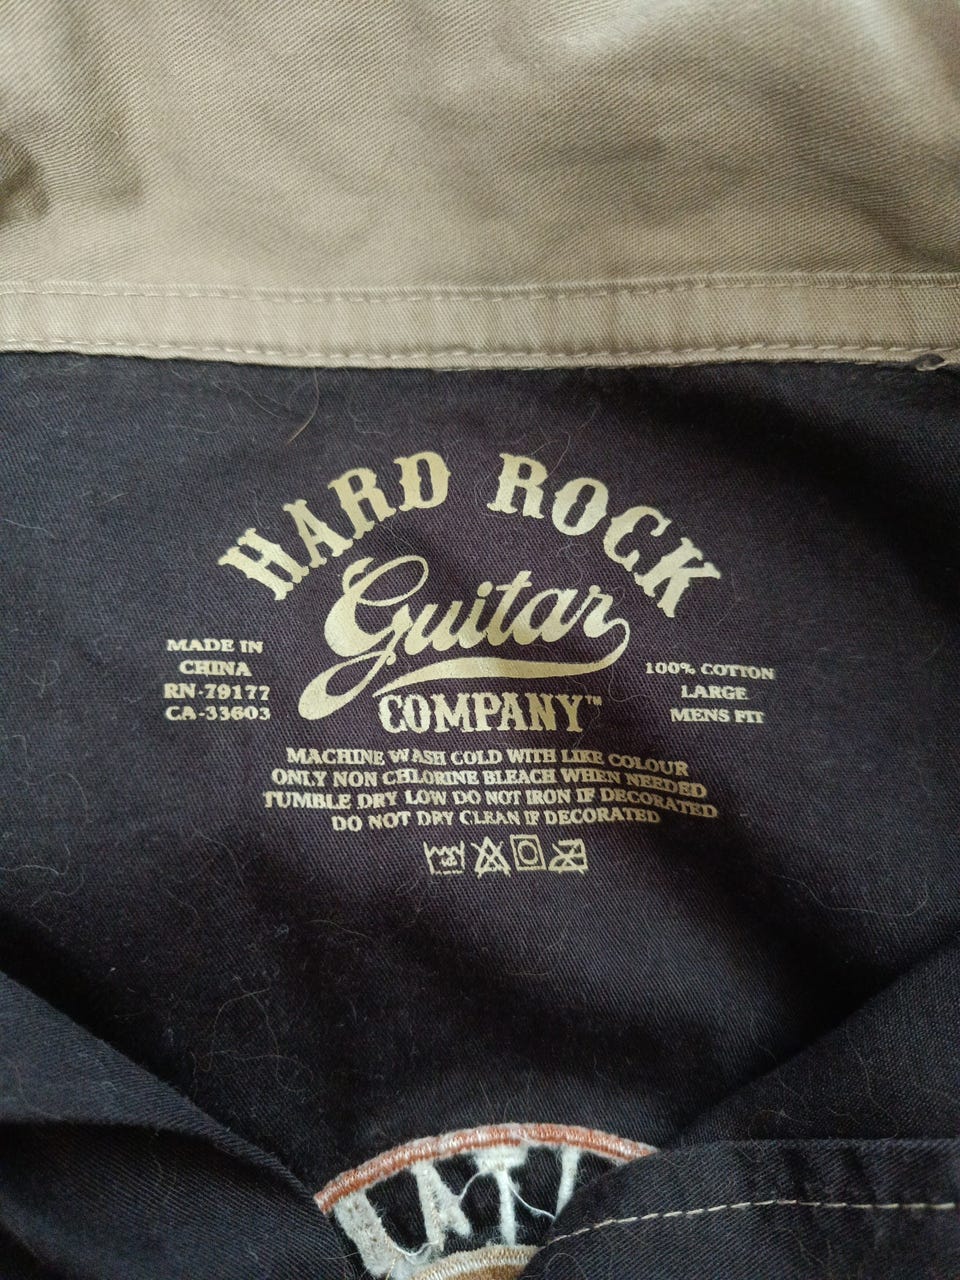 HARD ROCK
Guitar
COMPANY™
MADE IN
CHINA
RN-79177
CA-33603
100% COTTON
LARGE
MENS FIT
MACHINE WASH COLD WITH LIKE COLOUR
ONLY NON CHLORINE BLEACH WHEN NEEDED
TUMBLE DRY LOW DO NOT IRON IF DECORATED
DO NOT DRY CLEAN IF DECORATED